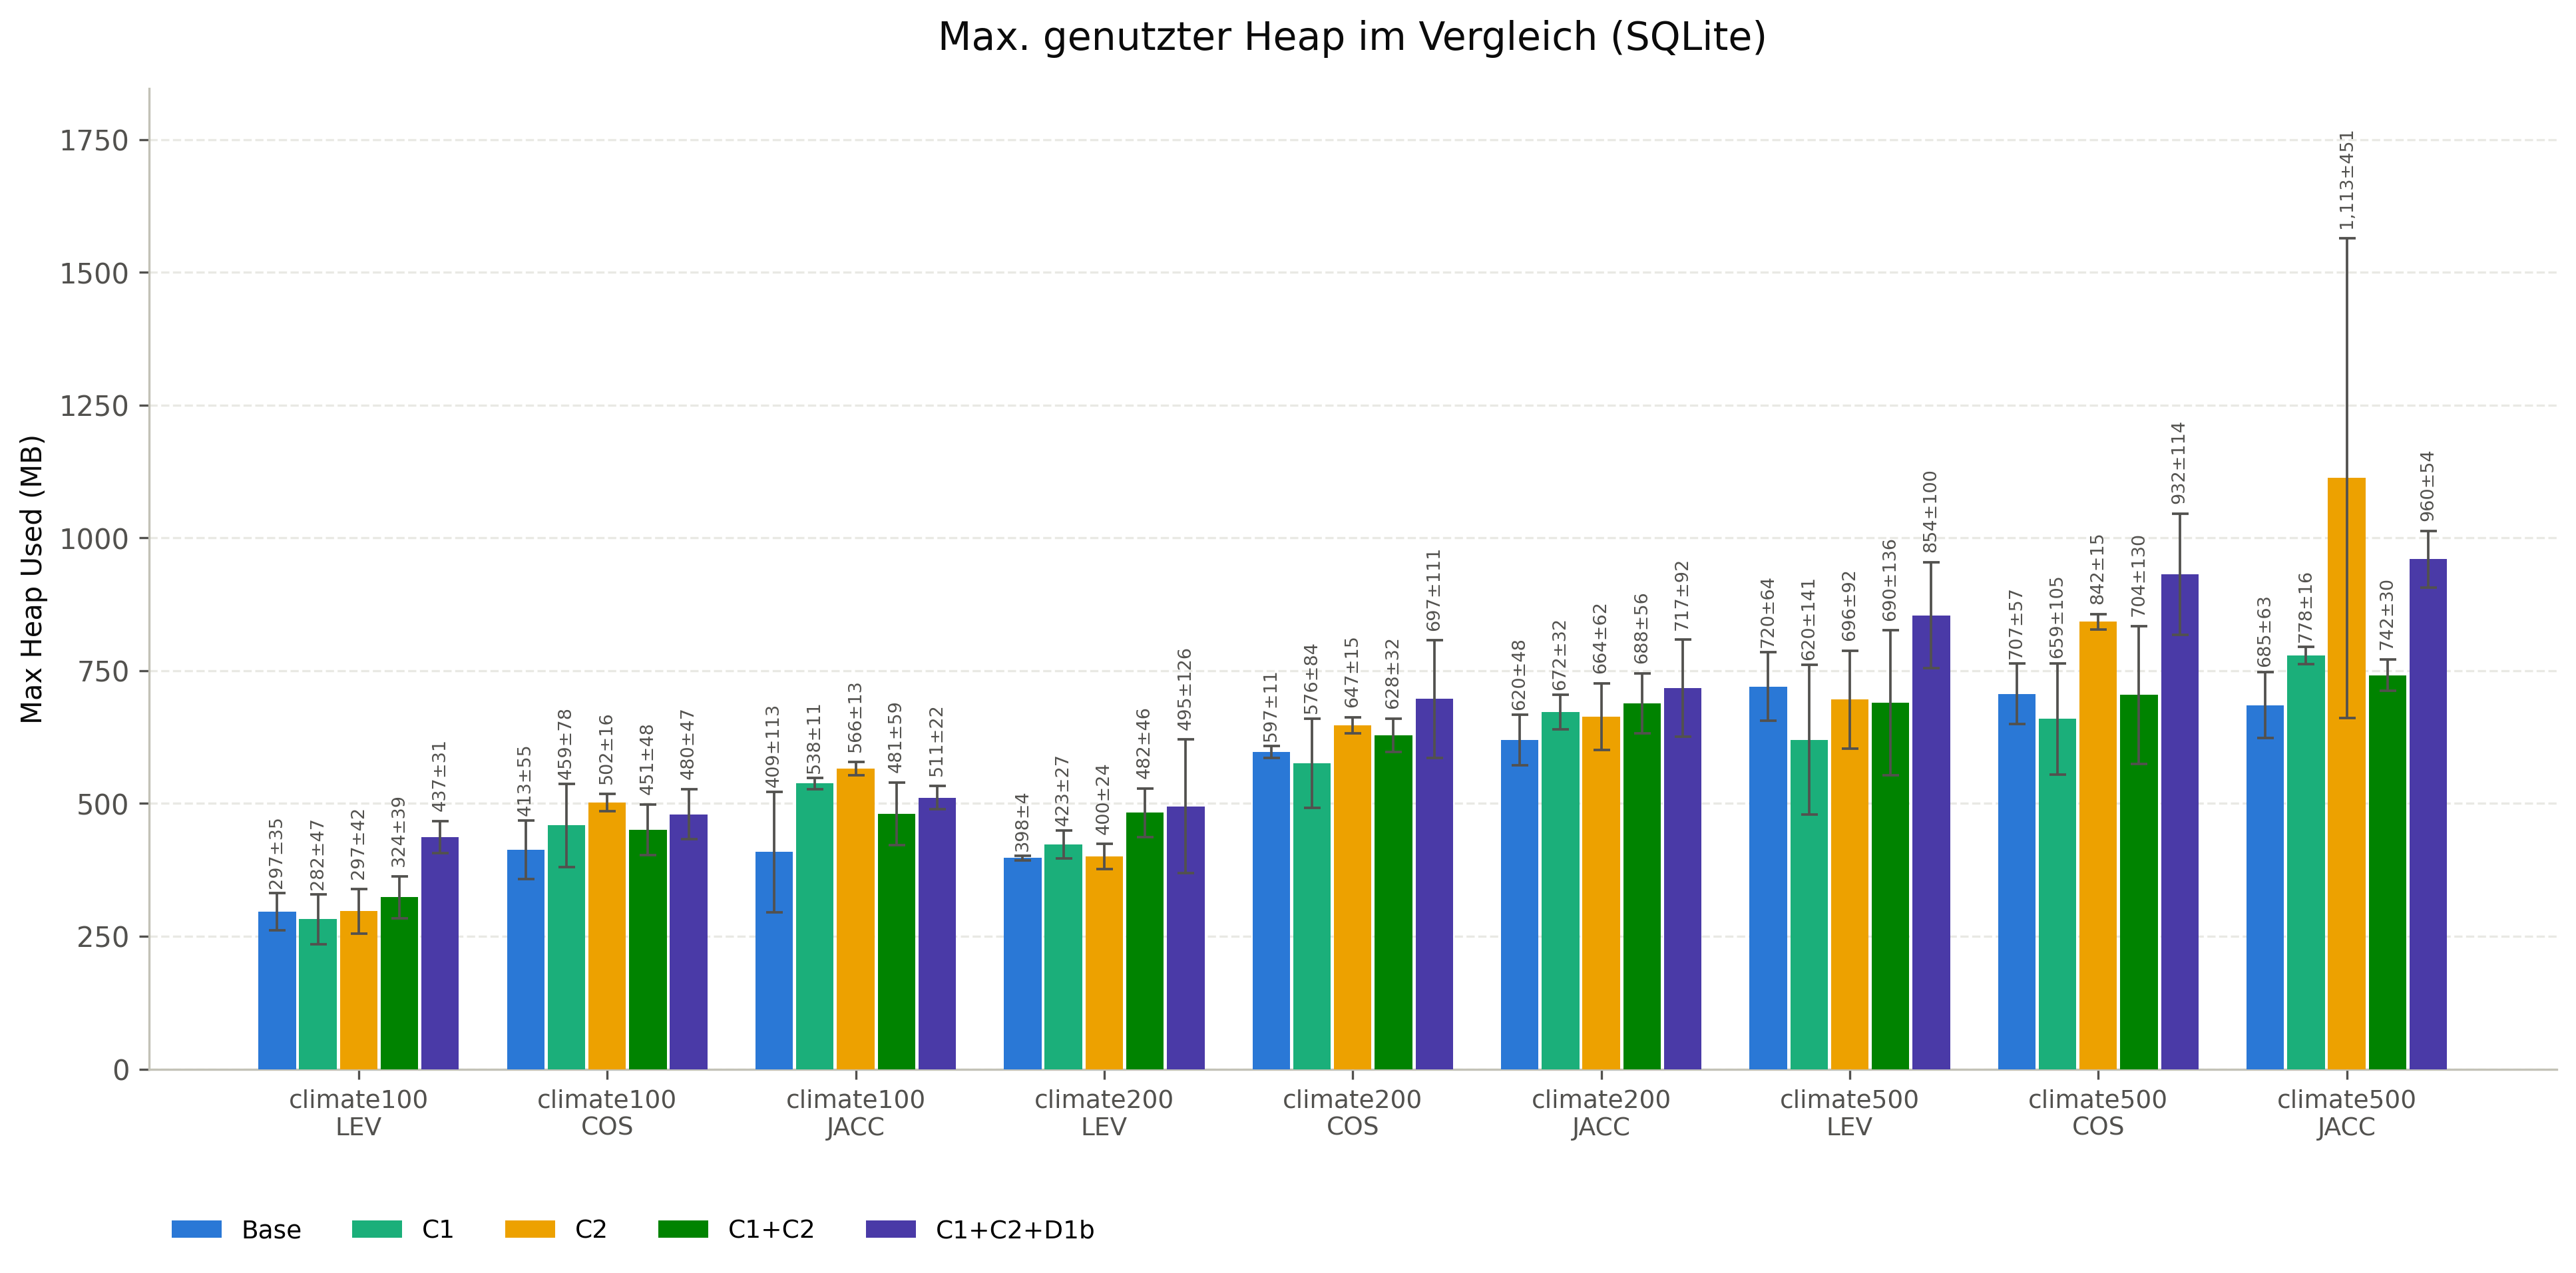 Max. genutzter Heap im Vergleich (SQLite)
Max Heap Used (MB)
1750
1500
1250
1000
750
500
250
0
297±35
282±47
297±42
324±39
437±31
413±55
459±78
502±16
451±48
480±47
409±113
538±11
566±13
481±59
511±22
398±4
423±27
400±24
482±46
495±126
597±11
576±84
647±15
628±32
697±111
620±48
672±32
664±62
688±56
717±92
720±64
620±141
696±92
690±136
854±100
707±57
659±105
842±15
704±130
932±114
685±63
778±16
1,113±451
742±30
960±54
climate100
LEV
climate100
COS
climate100
JACC
climate200
LEV
climate200
COS
climate200
JACC
climate500
LEV
climate500
COS
climate500
JACC
Base
C1
C2
C1+C2
C1+C2+D1b